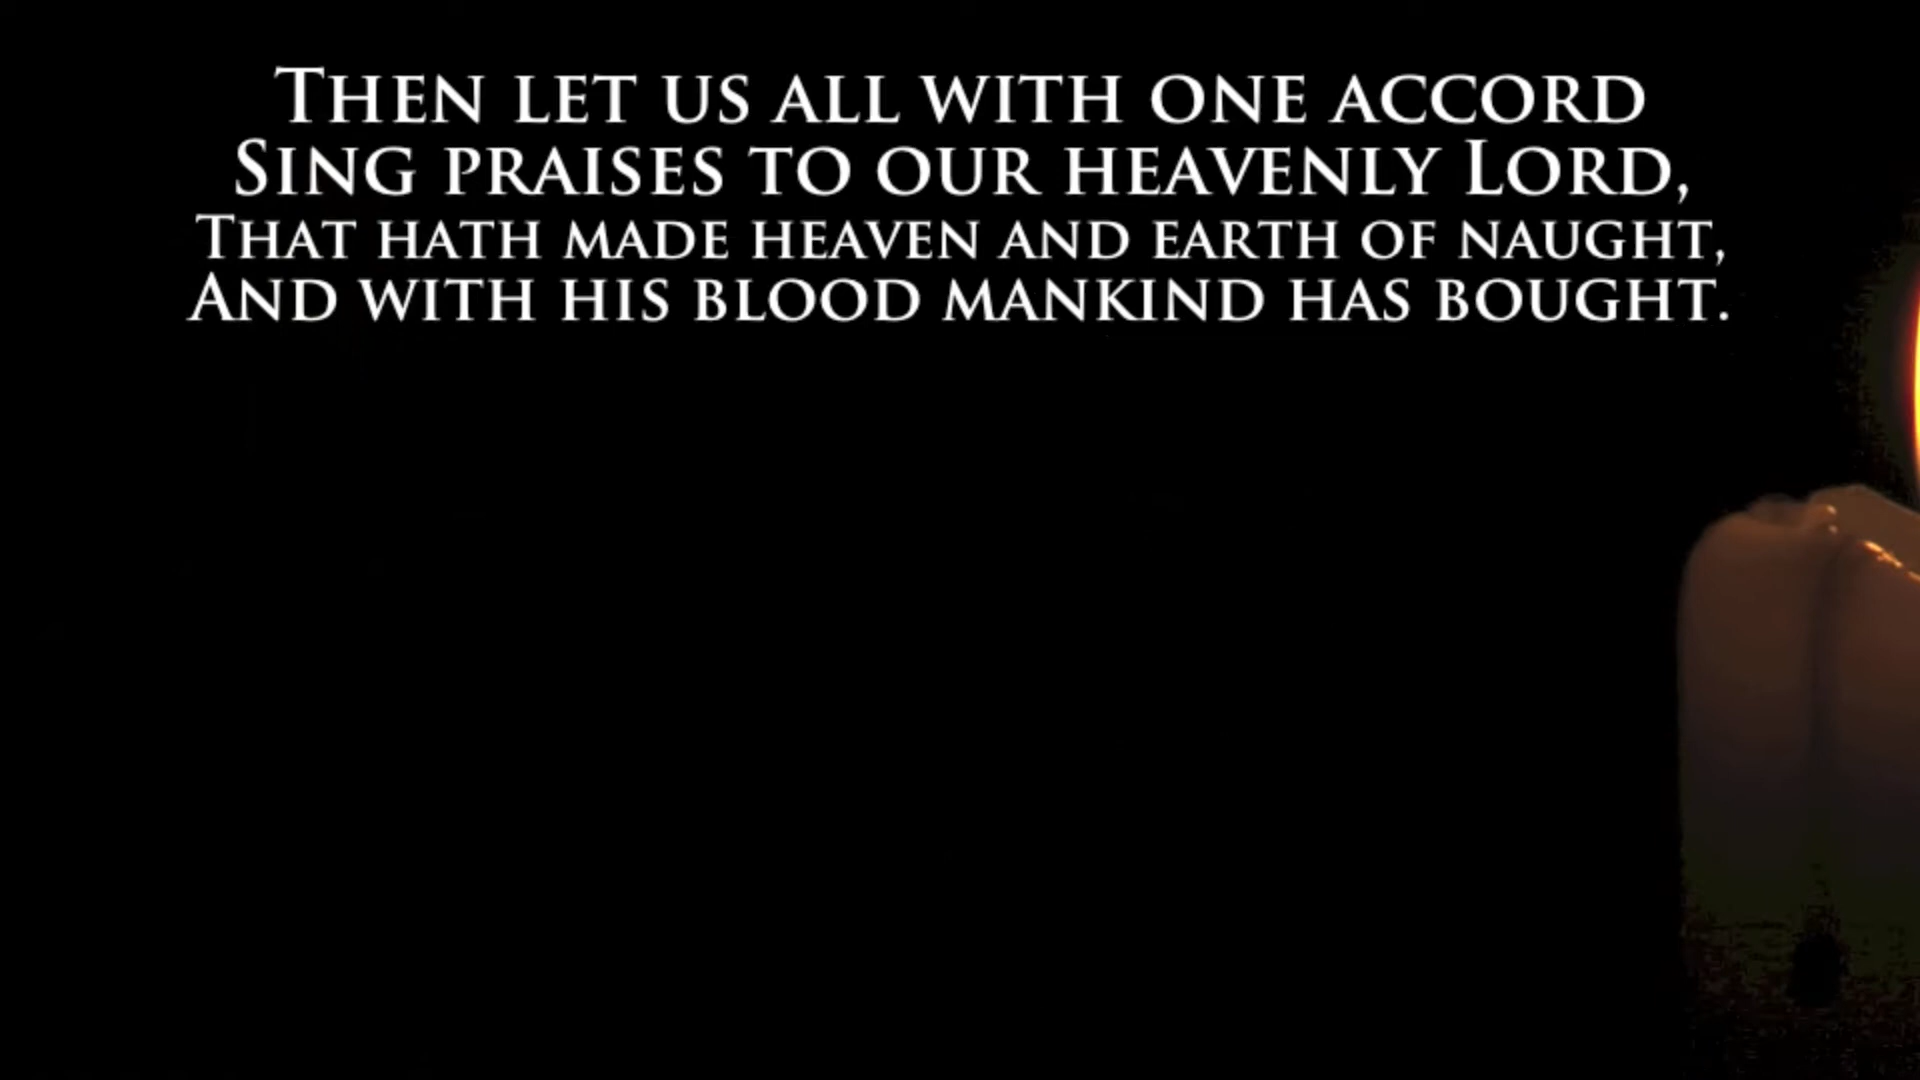 Then let us all with one accord
Sing praises to our heavenly Lord,
That hath made heaven and earth of naught,
And with his blood mankind has bought.